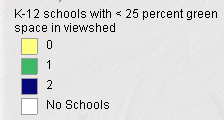 K-12 schools with < 25 percent green
space in viewshed
0
1
2
No Schools